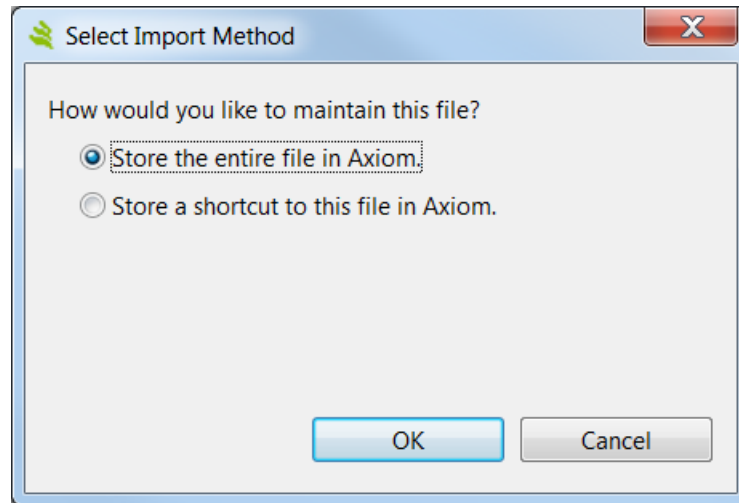 Select Import Method
How would you like to maintain this file?
Store the entire file in Axiom.
Store a shortcut to this file in Axiom.
OK
Cancel